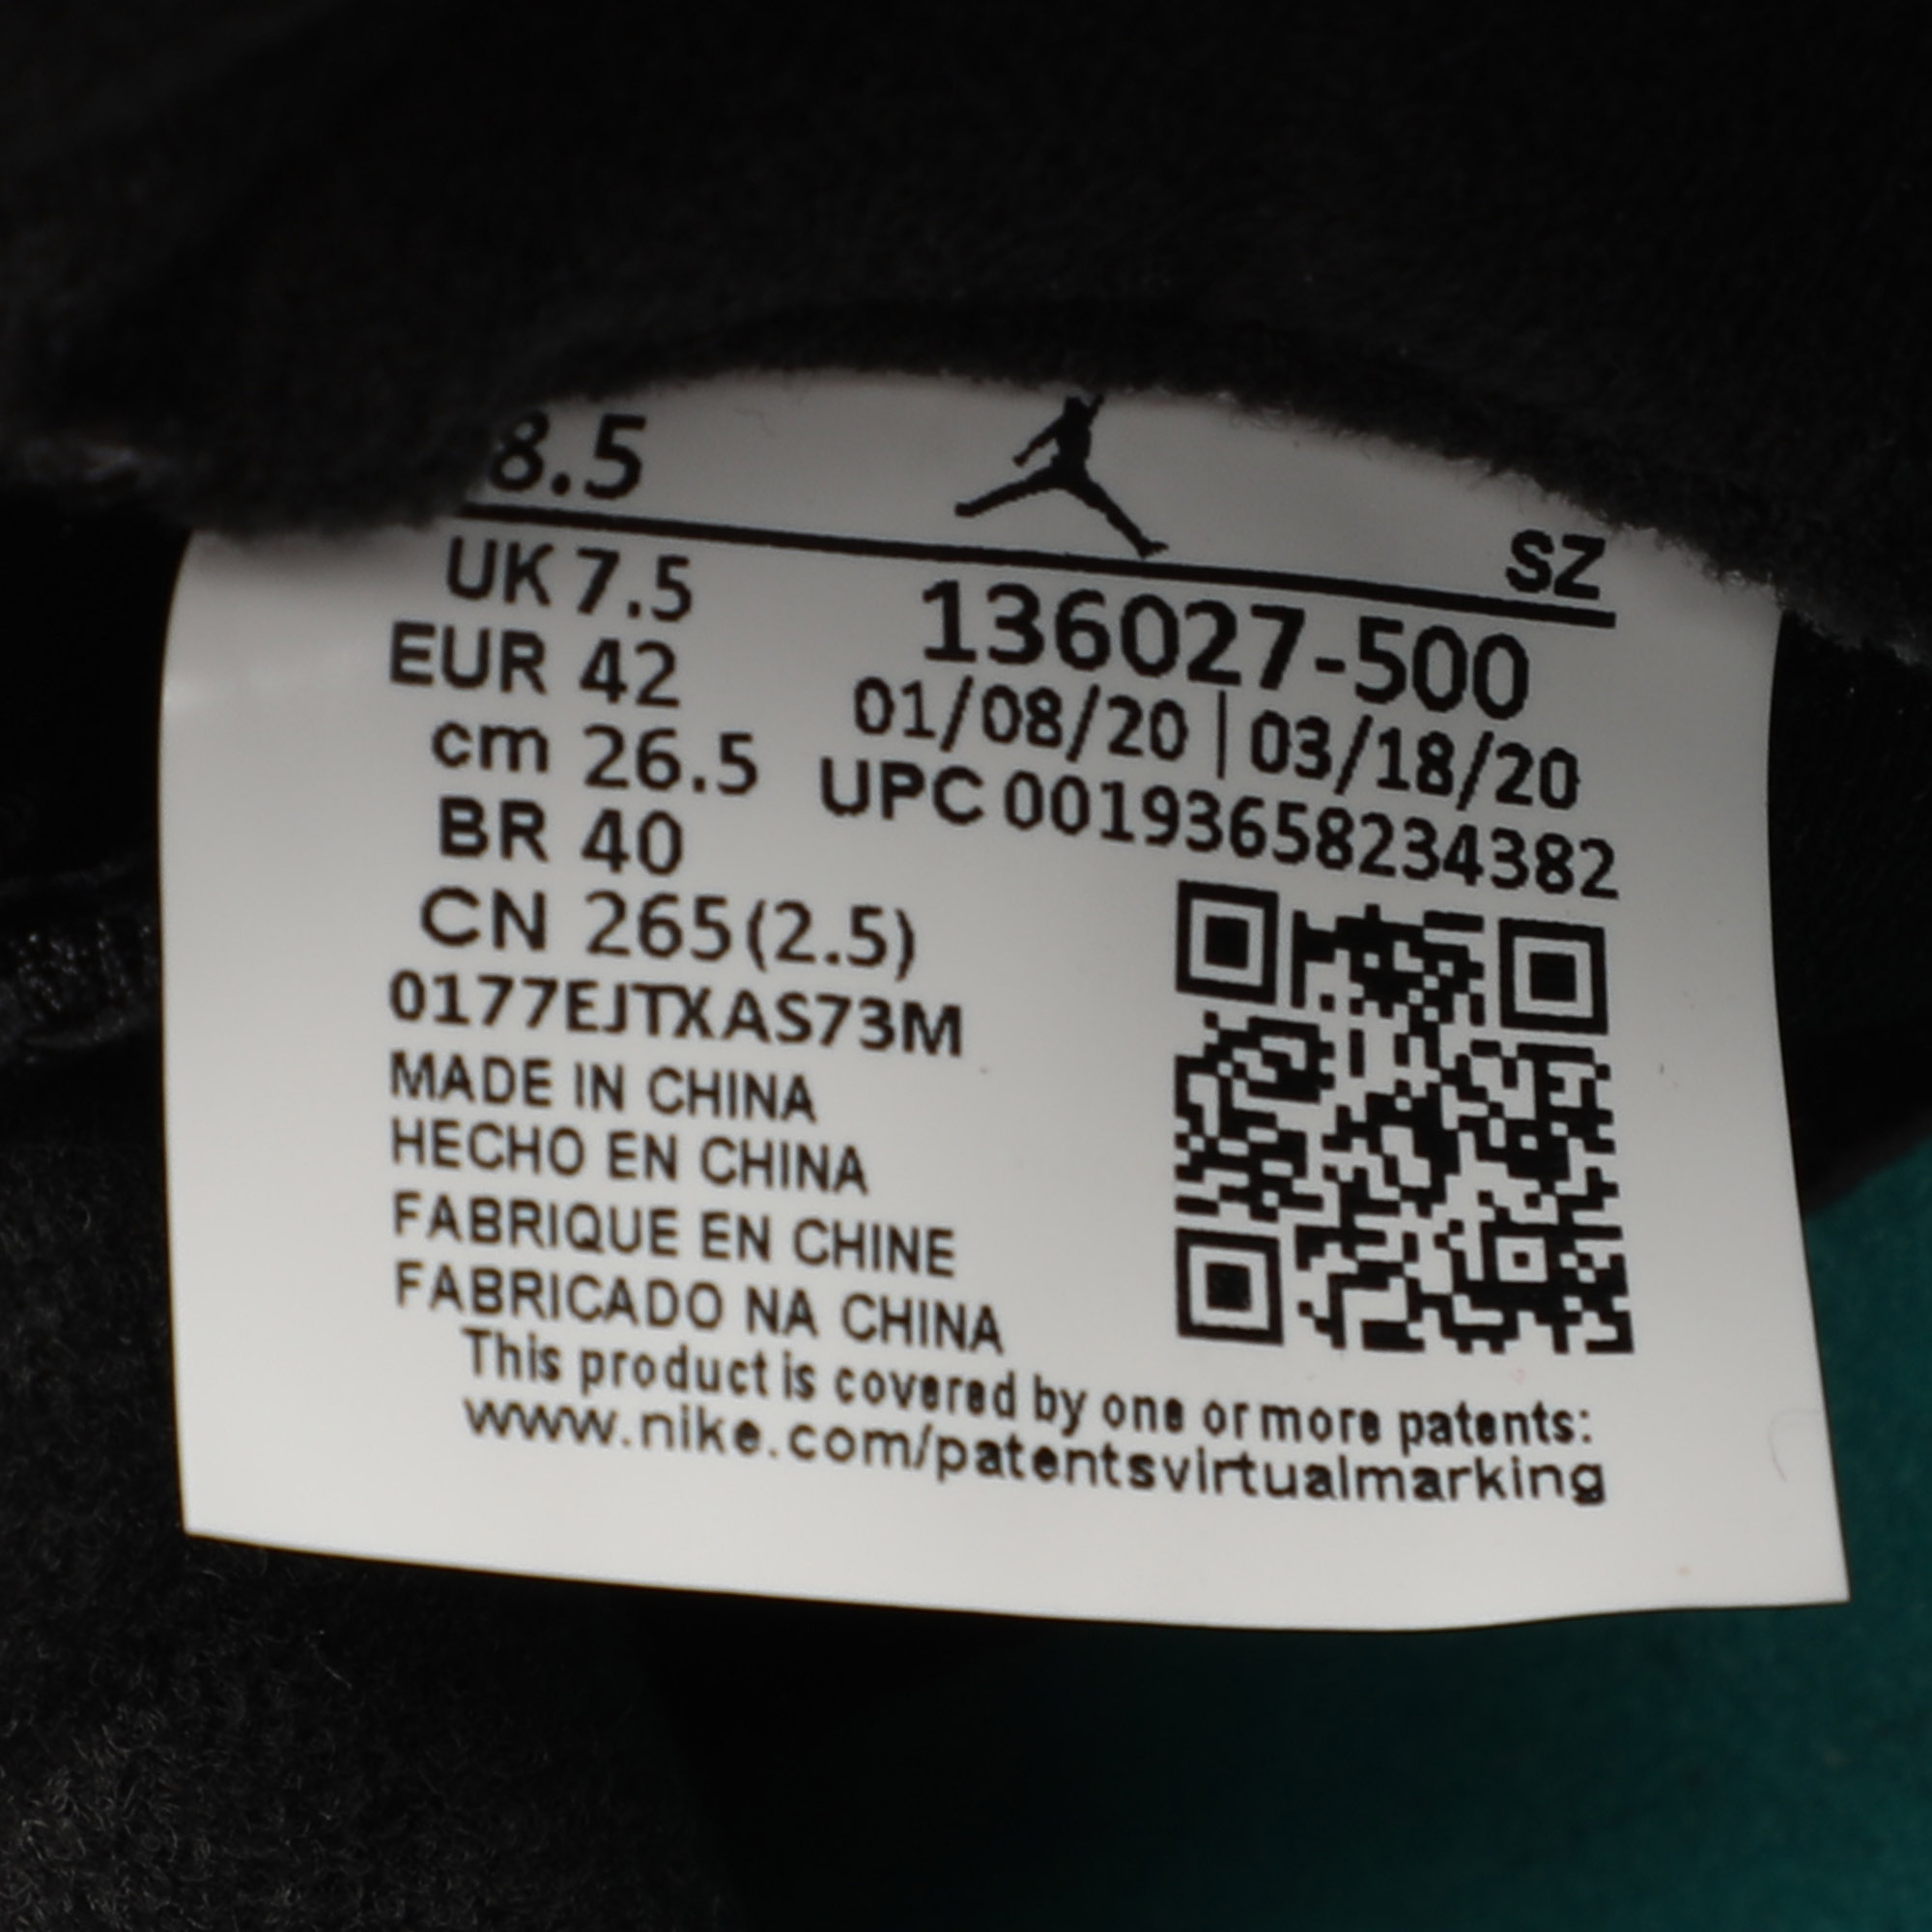 8.5
SZ
UK 7.5
136027-500
EUR 42
01/08/20 | 03/18/20
cm 26.5
UPC 00193658234382
BR 40
CN 265(2.5)
0177EJTXAS73M
MADE IN CHINA
HECHO EN CHINA
FABRIQUE EN CHINE
FABRICADO NA CHINA
This product is covered by one or more patents:
www.nike.com/patentsvirtualmarking